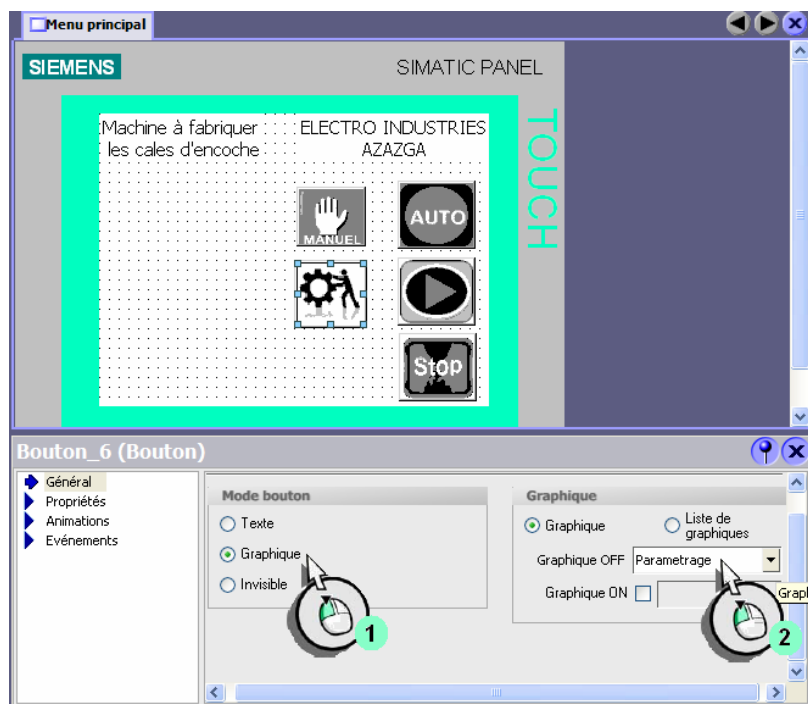 Menu principal
SIEMENS
SIMATIC PANEL
TOUCH
Machine à fabriquer
les cales d'encoche
ELECTRO INDUSTRIES
AZAZGA
MANUEL
AUTO
Stop
Bouton_6 (Bouton)
Général
Propriétés
Animations
Evénements
Mode bouton
Texte
Graphique
Invisible
1
Graphique
Graphique
Liste de
graphiques
Graphique OFF Parametrage
Graphique ON
Grapl
2